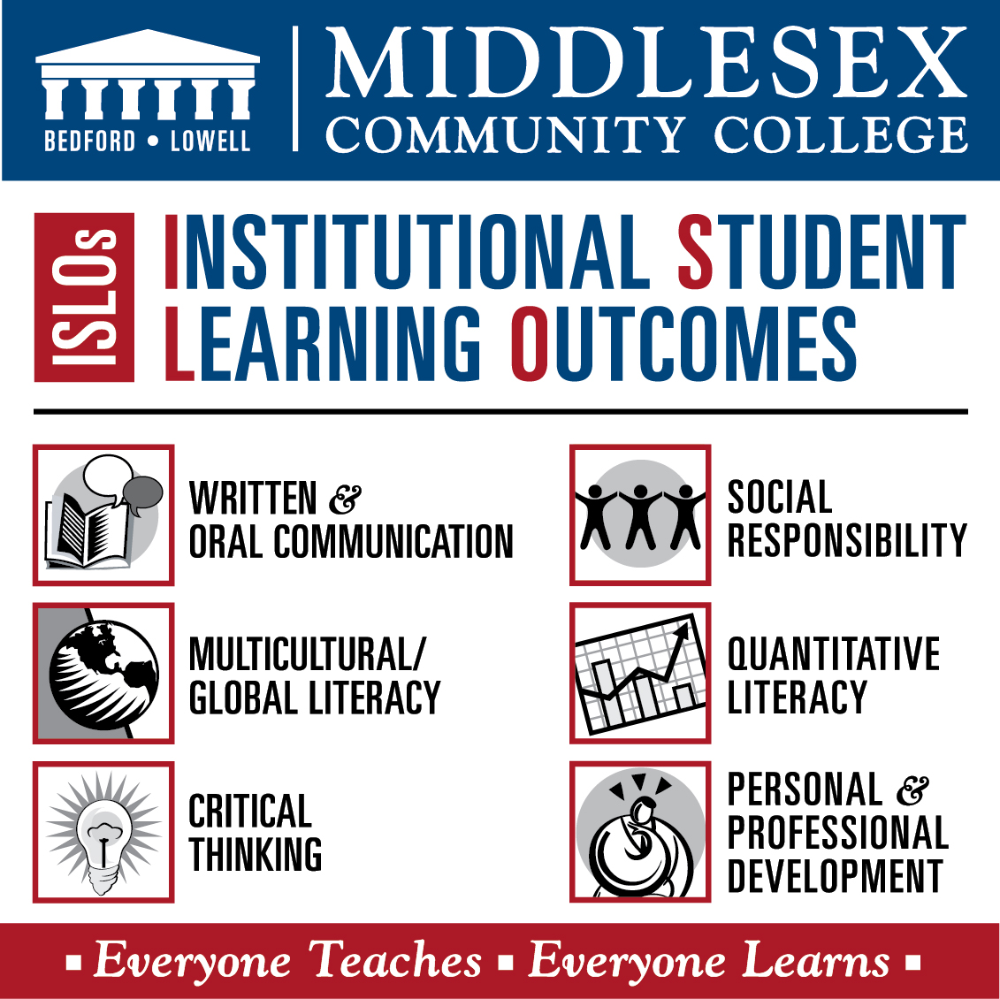 MIDDLESEX
COMMUNITY COLLEGE
BEDFORD • LOWELL
ISLOs
INSTITUTIONAL STUDENT
LEARNING OUTCOMES
WRITTEN &
ORAL COMMUNICATION
SOCIAL
RESPONSIBILITY
MULTICULTURAL/
GLOBAL LITERACY
QUANTITATIVE
LITERACY
CRITICAL
THINKING
PERSONAL &
PROFESSIONAL
DEVELOPMENT
▪ Everyone Teaches ▪ Everyone Learns ▪